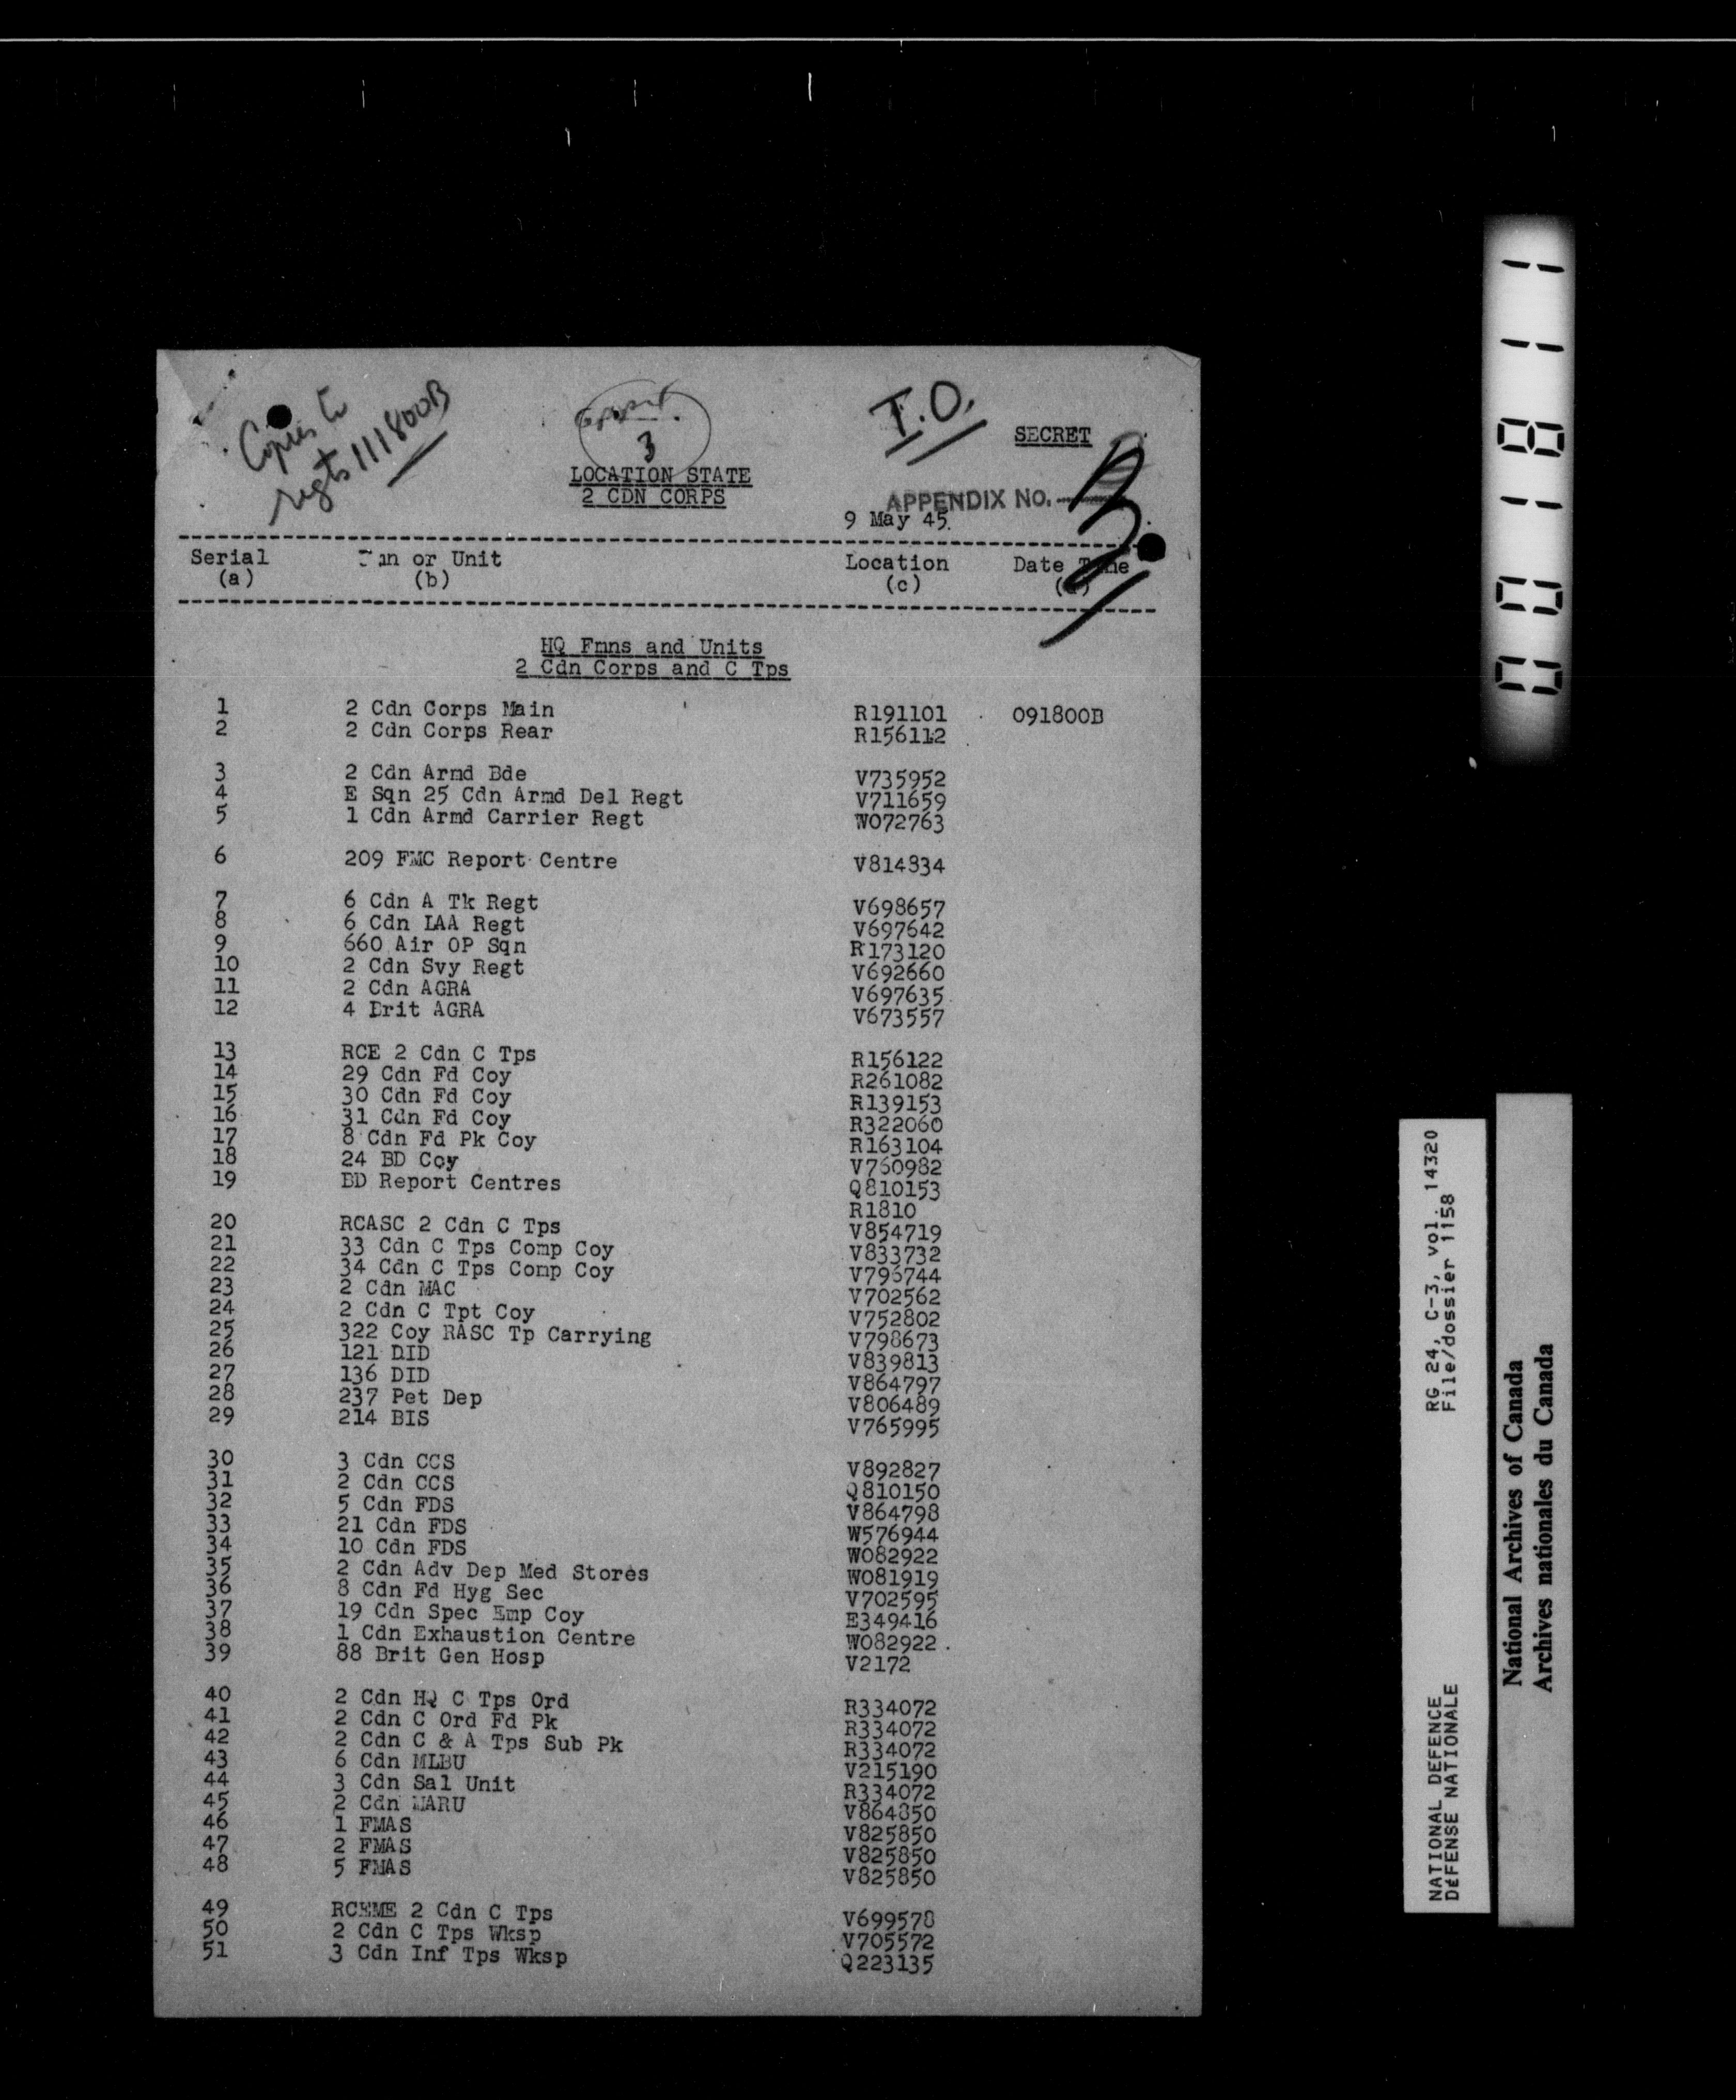 Copies to
regts 111800B
3
T.O.
SECRET
LOCATION STATE
2 CDN CORPS
APPENDIX NO. 3
9 May 45.
Serial Fmn or Unit Location Date Time
(a) (b) (c) (d)
HQ Fmns and Units
2 Cdn Corps and C Tps
1 2 Cdn Corps Main R191101 091800B
2 2 Cdn Corps Rear R156112
3 2 Cdn Armd Bde V735952
4 E Sqn 25 Cdn Armd Del Regt V711659
5 1 Cdn Armd Carrier Regt W072763
6 209 FMC Report Centre V814834
7 6 Cdn A Tk Regt V698657
8 6 Cdn LAA Regt V697642
9 660 Air OP Sqn R173120
10 2 Cdn Svy Regt V692660
11 2 Cdn AGRA V697635
12 4 Brit AGRA V673557
13 RCE 2 Cdn C Tps R156122
14 29 Cdn Fd Coy R261082
15 30 Cdn Fd Coy R139153
16 31 Cdn Fd Coy R322060
17 8 Cdn Fd Pk Coy R163104
18 24 BD Coy V760982
19 BD Report Centres Q810153
R1810
20 RCASC 2 Cdn C Tps V854719
21 33 Cdn C Tps Comp Coy V833732
22 34 Cdn C Tps Comp Coy V796744
23 2 Cdn MAC V702562
24 2 Cdn C Tpt Coy V752802
25 322 Coy RASC Tp Carrying V798673
26 121 DID V839813
27 136 DID V864797
28 237 Pet Dep V806489
29 214 BIS V765995
30 3 Cdn CCS V892827
31 2 Cdn CCS Q810150
32 5 Cdn FDS V864798
33 21 Cdn FDS W576944
34 10 Cdn FDS W082922
35 2 Cdn Adv Dep Med Stores W081919
36 8 Cdn Fd Hyg Sec V702595
37 19 Cdn Spec Emp Coy E349416
38 1 Cdn Exhaustion Centre W082922
39 88 Brit Gen Hosp V2172
40 2 Cdn HQ C Tps Ord R334072
41 2 Cdn C Ord Fd Pk R334072
42 2 Cdn C & A Tps Sub Pk R334072
43 6 Cdn MLBU V215190
44 3 Cdn Sal Unit R334072
45 2 Cdn MARU V864850
46 1 FMAS V825850
47 2 FMAS V825850
48 5 FMAS V825850
49 RCEME 2 Cdn C Tps V699578
50 2 Cdn C Tps Wksp V705572
51 3 Cdn Inf Tps Wksp Q223135
001811
NATIONAL DEFENCE RG 24, C-3, vol. 14320
DÉFENSE NATIONALE File/dossier 1158
National Archives of Canada
Archives nationales du Canada